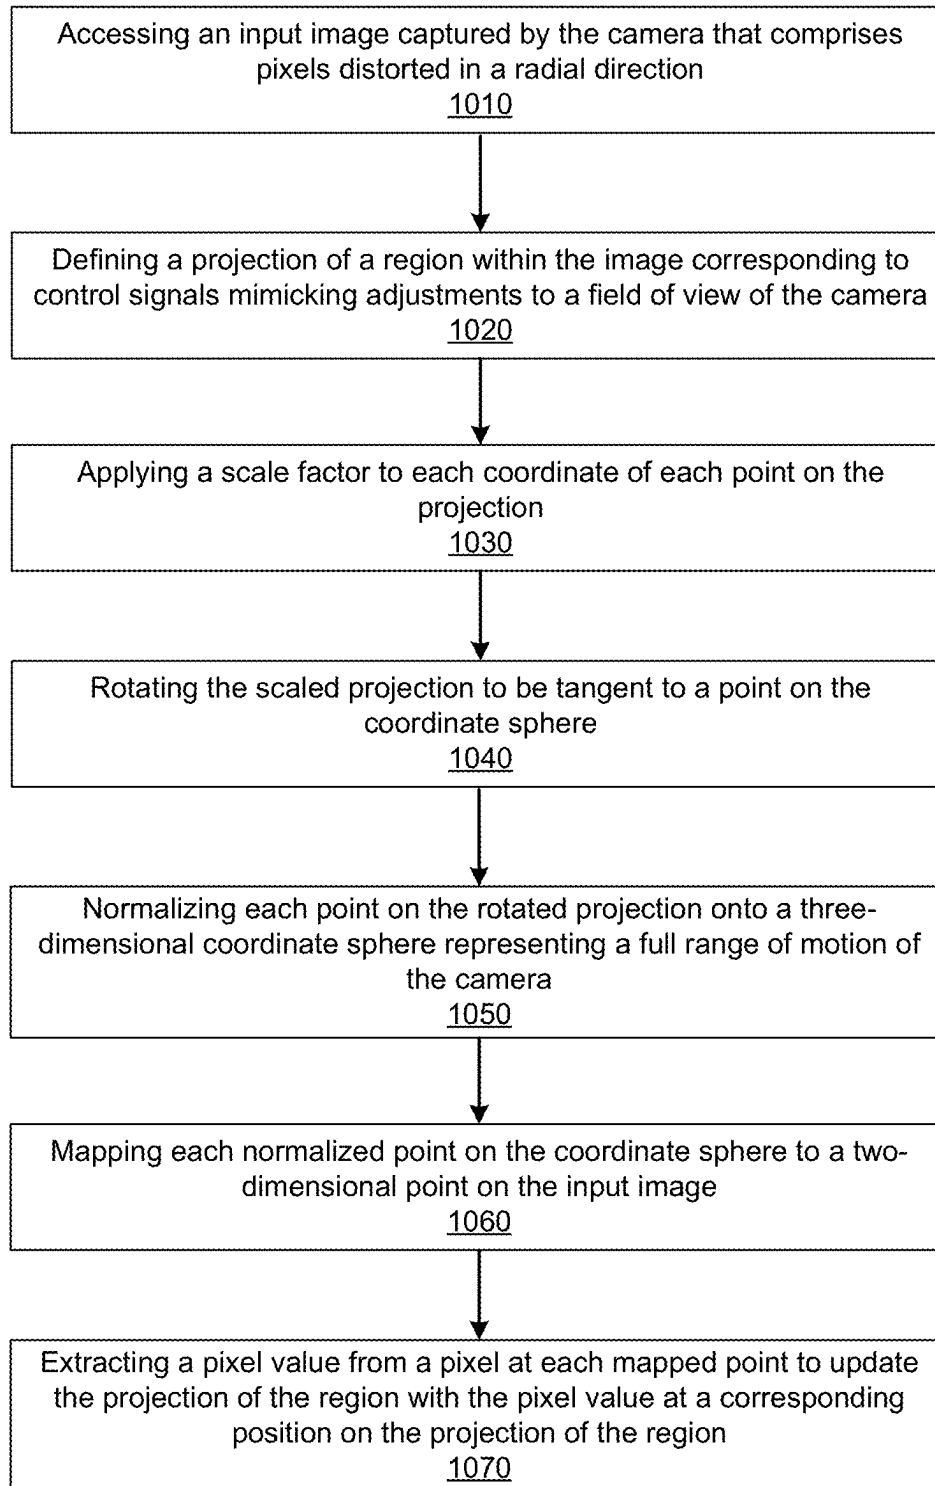 Accessing an input image captured by the camera that comprises
pixels distorted in a radial direction
1010
Defining a projection of a region within the image corresponding to
control signals mimicking adjustments to a field of view of the camera
1020
Applying a scale factor to each coordinate of each point on the
projection
1030
Rotating the scaled projection to be tangent to a point on the
coordinate sphere
1040
Normalizing each point on the rotated projection onto a three-
dimensional coordinate sphere representing a full range of motion of
the camera
1050
Mapping each normalized point on the coordinate sphere to a two-
dimensional point on the input image
1060
Extracting a pixel value from a pixel at each mapped point to update
the projection of the region with the pixel value at a corresponding
position on the projection of the region
1070